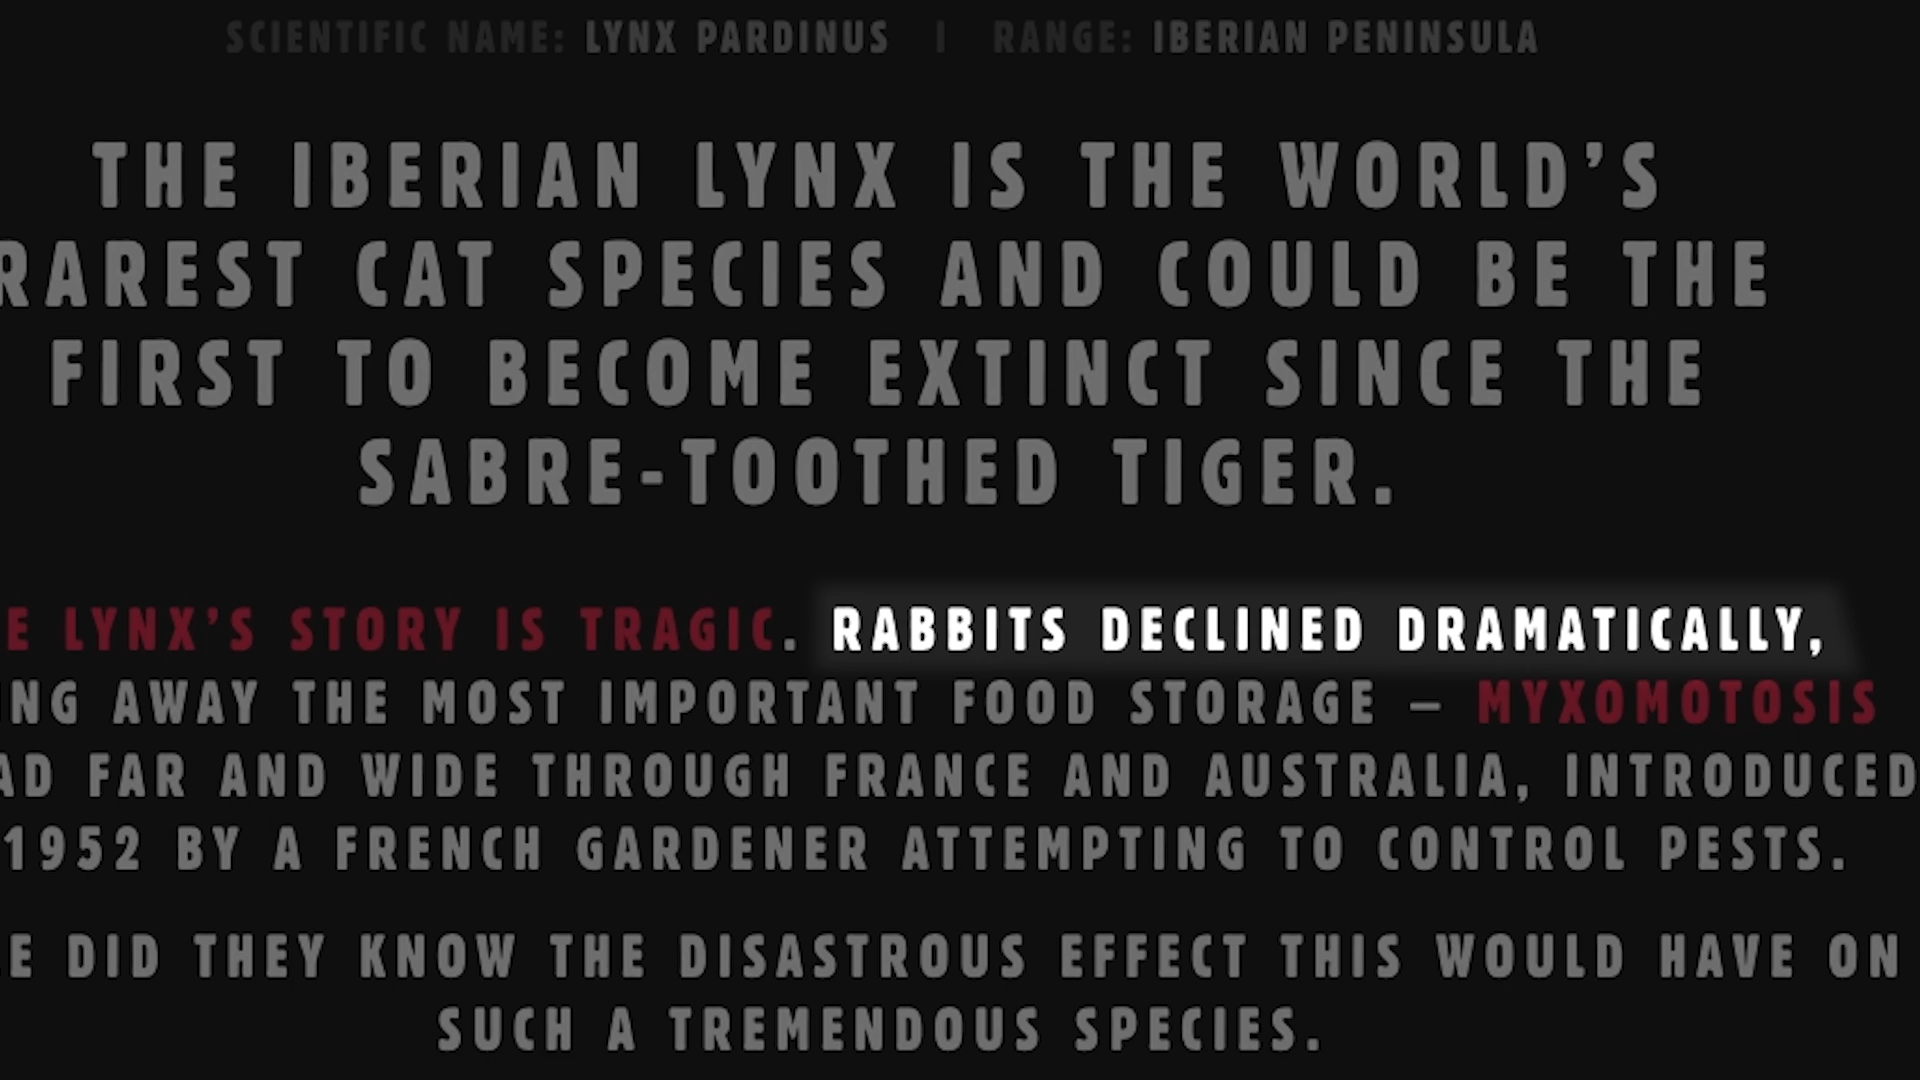 SCIENTIFIC NAME: LYNX PARDINUS | RANGE: IBERIAN PENINSULA
THE IBERIAN LYNX IS THE WORLD’S
RAREST CAT SPECIES AND COULD BE THE
FIRST TO BECOME EXTINCT SINCE THE
SABRE-TOOTHED TIGER.
E LYNX’S STORY IS TRAGIC. RABBITS DECLINED DRAMATICALLY,
NG AWAY THE MOST IMPORTANT FOOD STORAGE – MYXOMOTOSIS
AD FAR AND WIDE THROUGH FRANCE AND AUSTRALIA, INTRODUCED
1952 BY A FRENCH GARDENER ATTEMPTING TO CONTROL PESTS.
E DID THEY KNOW THE DISASTROUS EFFECT THIS WOULD HAVE ON
SUCH A TREMENDOUS SPECIES.